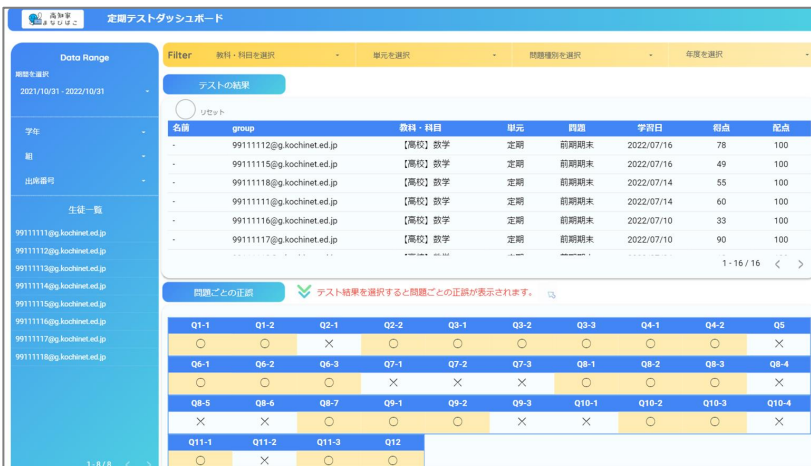 高知家
まなびばこ
定期テストダッシュボード
Data Range
期間を選択
2021/10/31 - 2022/10/31
学年
組
出席番号
生徒一覧
99111111@g.kochinet.ed.jp
99111112@g.kochinet.ed.jp
99111113@g.kochinet.ed.jp
99111114@g.kochinet.ed.jp
99111115@g.kochinet.ed.jp
99111116@g.kochinet.ed.jp
99111117@g.kochinet.ed.jp
99111118@g.kochinet.ed.jp
1 - 8 / 8 < >
Filter 教科・科目を選択 単元を選択 問題種別を選択 年度を選択
テストの結果
リセット
名前 group 教科・科目 単元 問題 学習日 得点 配点
- 99111112@g.kochinet.ed.jp 【高校】数学 定期 前期期末 2022/07/16 78 100
- 99111115@g.kochinet.ed.jp 【高校】数学 定期 前期期末 2022/07/16 49 100
- 99111118@g.kochinet.ed.jp 【高校】数学 定期 前期期末 2022/07/14 55 100
- 99111111@g.kochinet.ed.jp 【高校】数学 定期 前期期末 2022/07/14 60 100
- 99111116@g.kochinet.ed.jp 【高校】数学 定期 前期期末 2022/07/10 33 100
- 99111117@g.kochinet.ed.jp 【高校】数学 定期 前期期末 2022/07/10 90 100
1 - 16 / 16 < >
問題ごとの正誤 テスト結果を選択すると問題ごとの正誤が表示されます。
Q1-1 Q1-2 Q2-1 Q2-2 Q3-1 Q3-2 Q3-3 Q4-1 Q4-2 Q5
○ ○ × ○ ○ ○ ○ ○ ○ ×
Q6-1 Q6-2 Q6-3 Q7-1 Q7-2 Q7-3 Q8-1 Q8-2 Q8-3 Q8-4
○ ○ ○ × × × ○ ○ ○ ×
Q8-5 Q8-6 Q8-7 Q9-1 Q9-2 Q9-3 Q10-1 Q10-2 Q10-3 Q10-4
× × ○ ○ ○ × × ○ ○ ×
Q11-1 Q11-2 Q11-3 Q12
○ × ○ ○